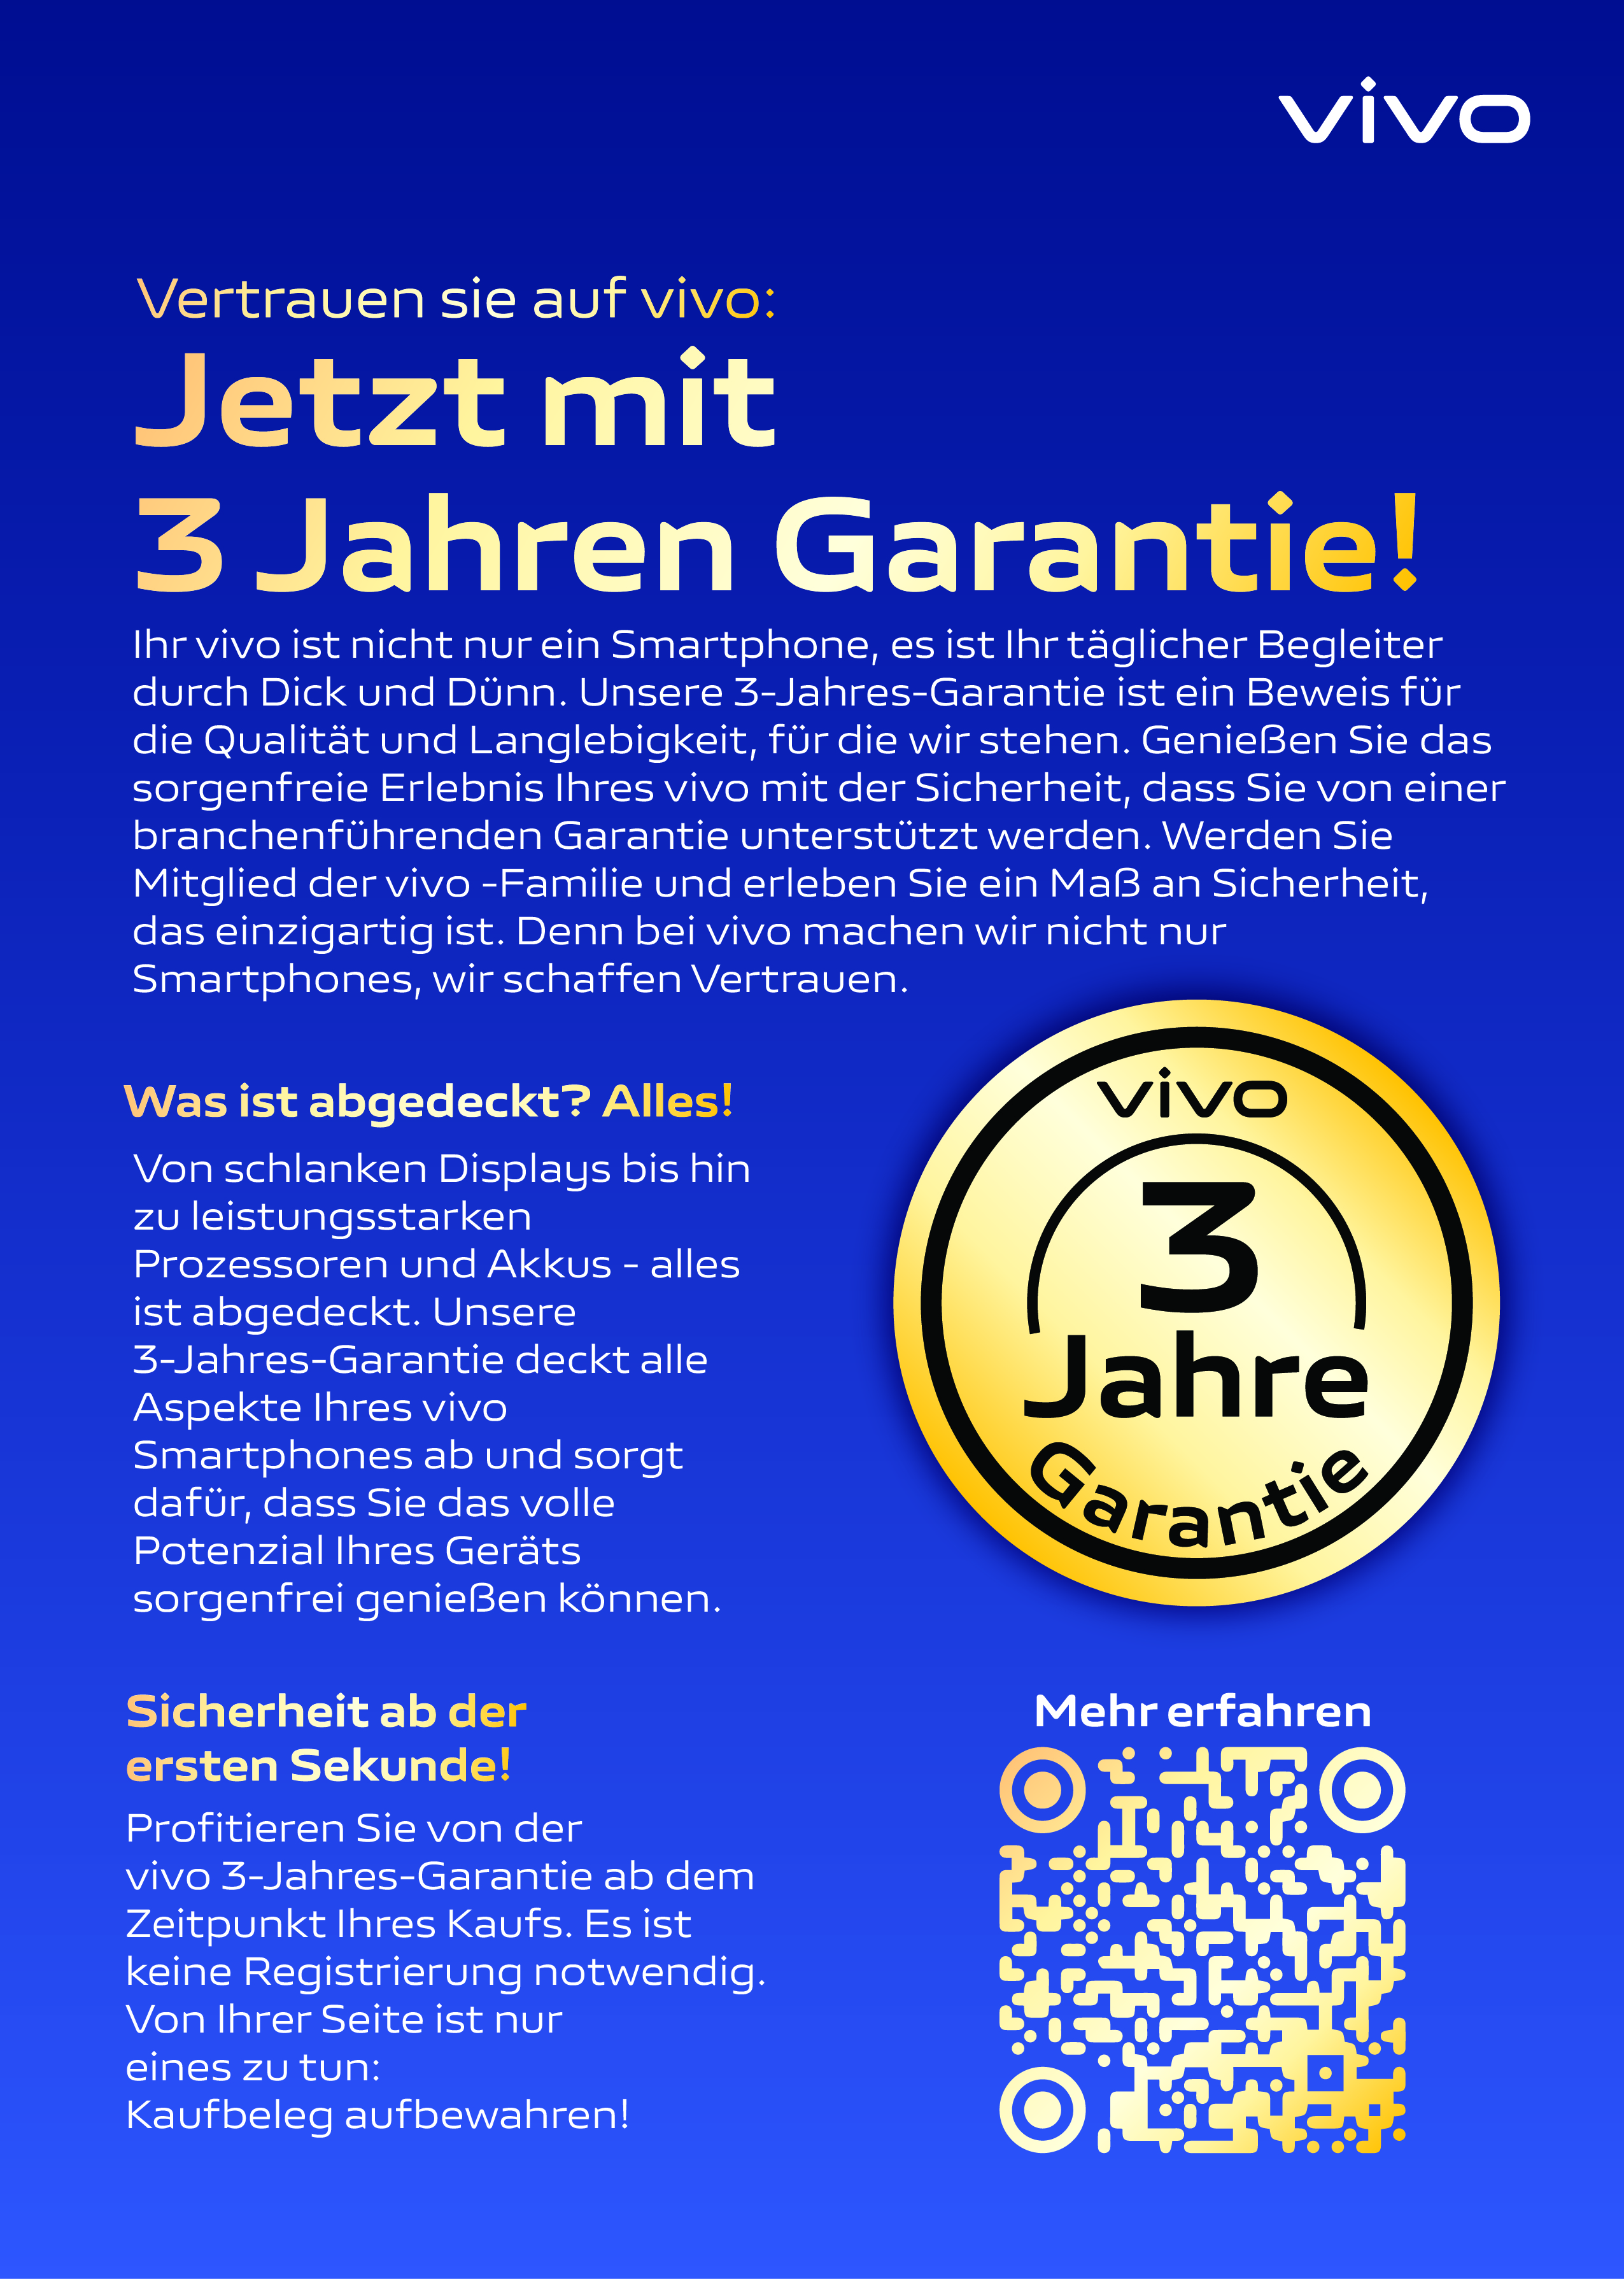 vivo
Vertrauen sie auf vivo:
Jetzt mit
3 Jahren Garantie!
Ihr vivo ist nicht nur ein Smartphone, es ist Ihr täglicher Begleiter
durch Dick und Dünn. Unsere 3-Jahres-Garantie ist ein Beweis für
die Qualität und Langlebigkeit, für die wir stehen. Genießen Sie das
sorgenfreie Erlebnis Ihres vivo mit der Sicherheit, dass Sie von einer
branchenführenden Garantie unterstützt werden. Werden Sie
Mitglied der vivo -Familie und erleben Sie ein Maß an Sicherheit,
das einzigartig ist. Denn bei vivo machen wir nicht nur
Smartphones, wir schaffen Vertrauen.
Was ist abgedeckt? Alles!
Von schlanken Displays bis hin
zu leistungsstarken
Prozessoren und Akkus - alles
ist abgedeckt. Unsere
3-Jahres-Garantie deckt alle
Aspekte Ihres vivo
Smartphones ab und sorgt
dafür, dass Sie das volle
Potenzial Ihres Geräts
sorgenfrei genießen können.
vivo
3
Jahre
Garantie
Sicherheit ab der
ersten Sekunde!
Profitieren Sie von der
vivo 3-Jahres-Garantie ab dem
Zeitpunkt Ihres Kaufs. Es ist
keine Registrierung notwendig.
Von Ihrer Seite ist nur
eines zu tun:
Kaufbeleg aufbewahren!
Mehr erfahren